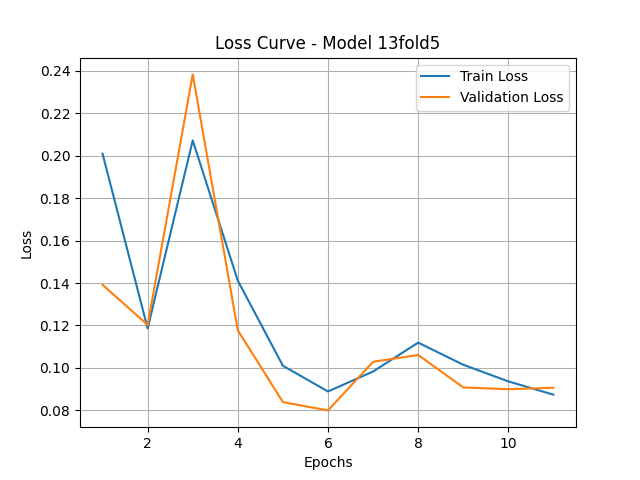 Loss Curve - Model 13fold5
Train Loss
Validation Loss
0.24
0.22
0.20
0.18
0.16
0.14
0.12
0.10
0.08
Loss
2 4 6 8 10
Epochs